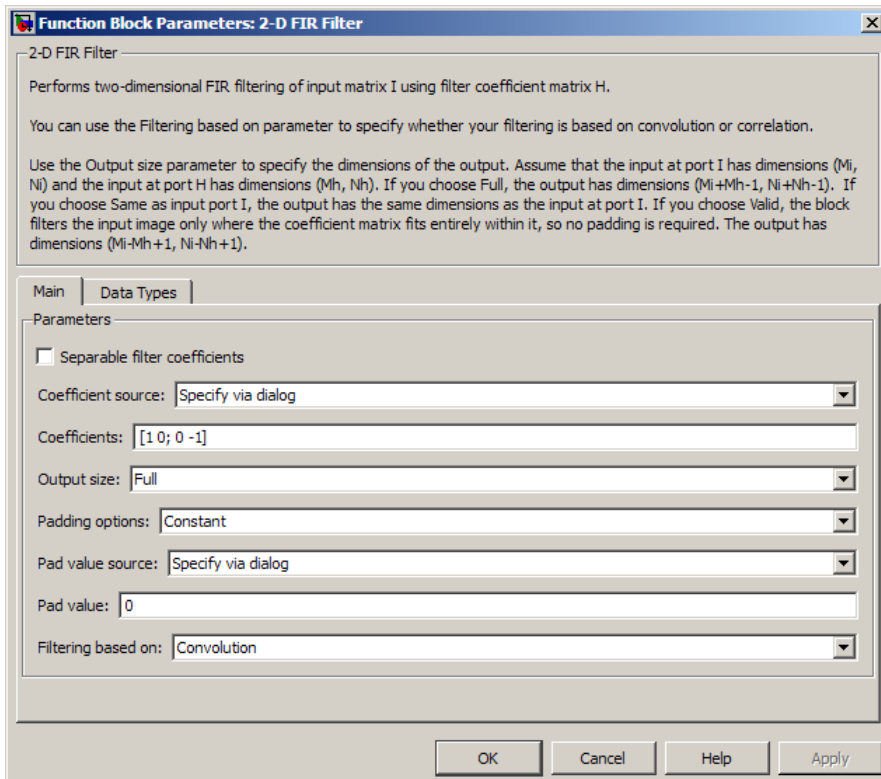 Function Block Parameters: 2-D FIR Filter
2-D FIR Filter
Performs two-dimensional FIR filtering of input matrix I using filter coefficient matrix H.
You can use the Filtering based on parameter to specify whether your filtering is based on convolution or correlation.
Use the Output size parameter to specify the dimensions of the output. Assume that the input at port I has dimensions (Mi,
Ni) and the input at port H has dimensions (Mh, Nh). If you choose Full, the output has dimensions (Mi+Mh-1, Ni+Nh-1). If
you choose Same as input port I, the output has the same dimensions as the input at port I. If you choose Valid, the block
filters the input image only where the coefficient matrix fits entirely within it, so no padding is required. The output has
dimensions (Mi-Mh+1, Ni-Nh+1).
Main Data Types
Parameters
Separable filter coefficients
Coefficient source: Specify via dialog
Coefficients: [1 0; 0 -1]
Output size: Full
Padding options: Constant
Pad value source: Specify via dialog
Pad value: 0
Filtering based on: Convolution
OK Cancel Help Apply